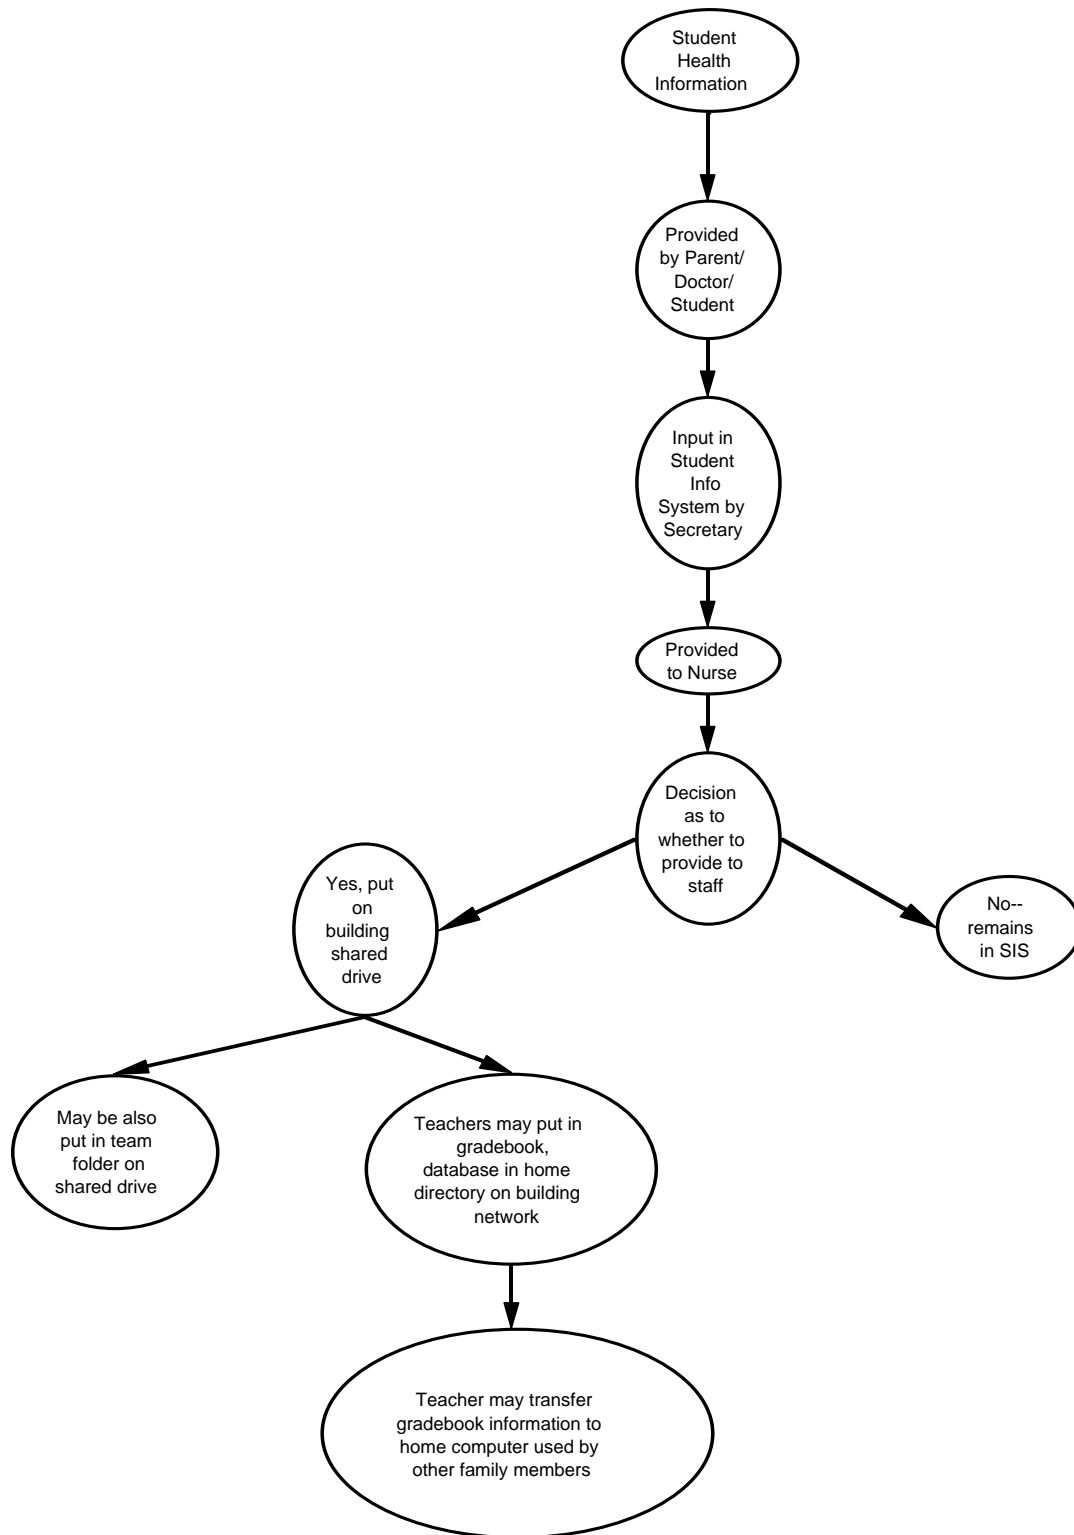 Student
Health
Information
Provided
by Parent/
Doctor/
Student
Input in
Student
Info
System by
Secretary
Provided
to Nurse
Decision
as to
whether to
provide to
staff
Yes, put
on
building
shared
drive
No--
remains
in SIS
May be also
put in team
folder on
shared drive
Teachers may put in
gradebook,
database in home
directory on building
network
Teacher may transfer
gradebook information to
home computer used by
other family members